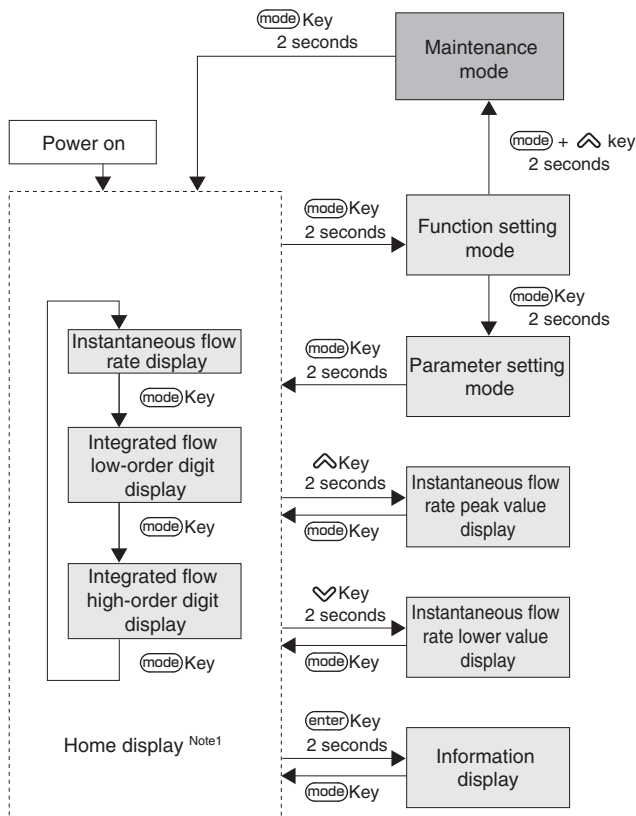 mode Key
2 seconds
Maintenance
mode
Power on
mode + key
2 seconds
mode Key
2 seconds
Function setting
mode
mode Key
2 seconds
Instantaneous flow
rate display
mode Key
2 seconds
Parameter setting
mode
mode Key
Integrated flow
low-order digit
display
Key
2 seconds
mode Key
Instantaneous flow
rate peak value
display
mode Key
Integrated flow
high-order digit
display
Key
2 seconds
mode Key
Instantaneous flow
rate lower value
display
mode Key
Home display Note1
enter Key
2 seconds
mode Key
Information
display